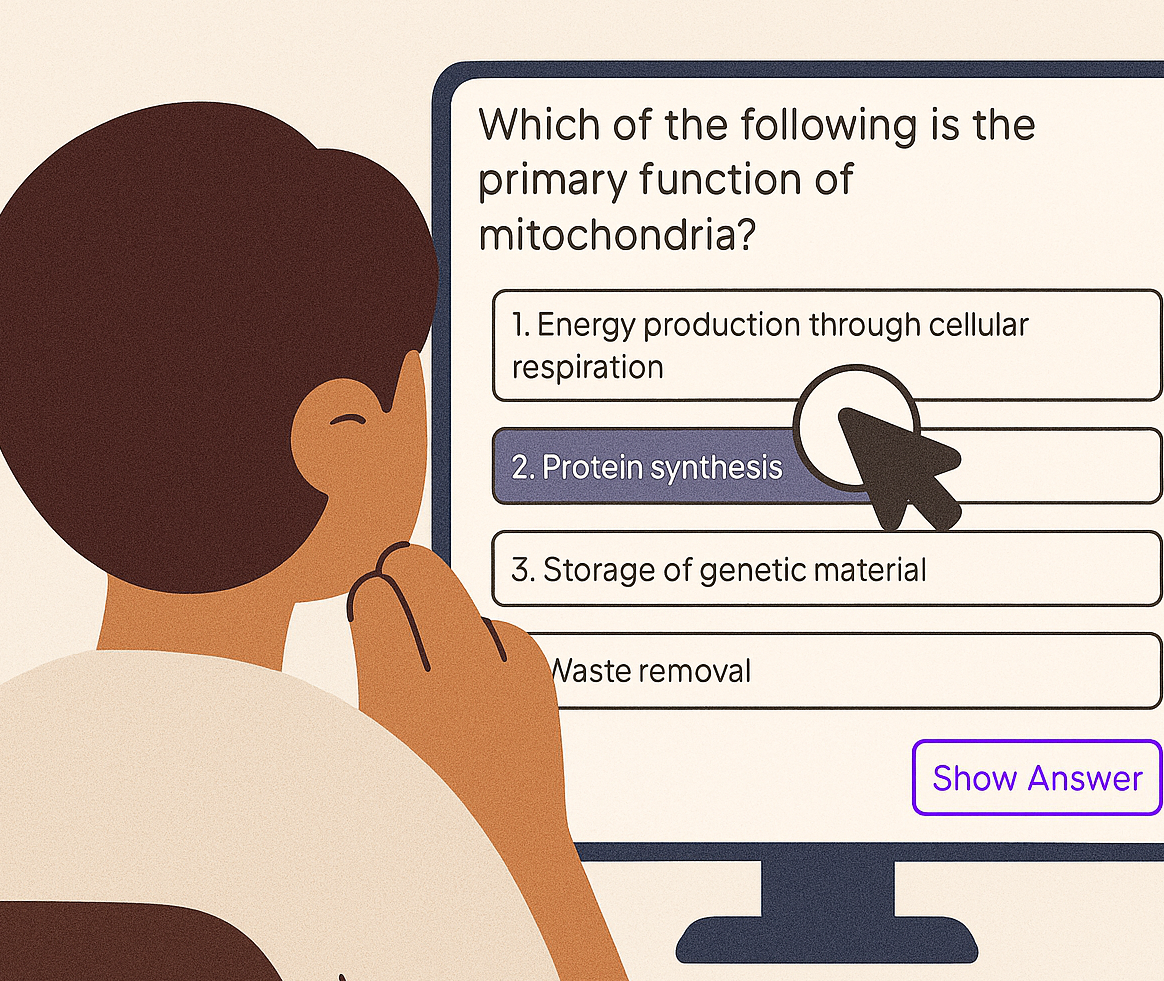 Which of the following is the
primary function of
mitochondria?
1. Energy production through cellular
respiration
2. Protein synthesis
3. Storage of genetic material
Waste removal
Show Answer